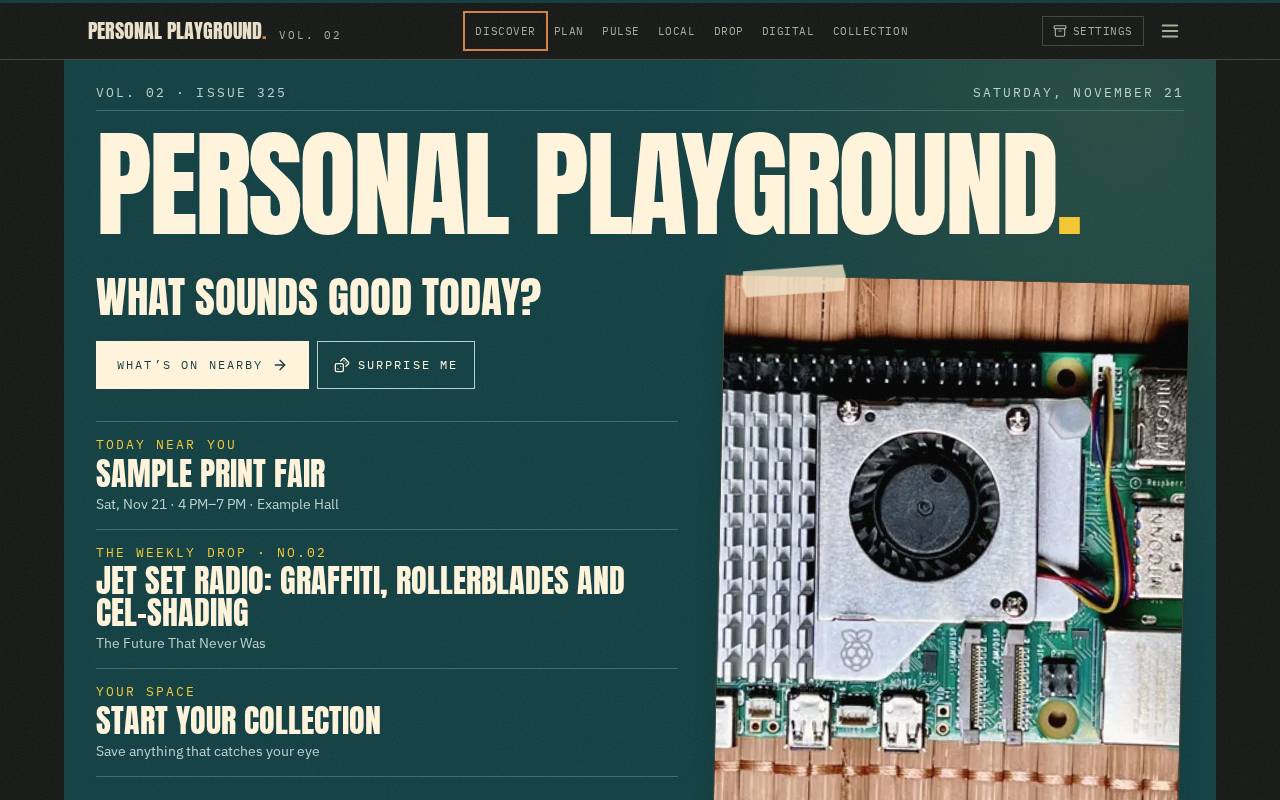 PERSONAL PLAYGROUND. VOL. 02
DISCOVER PLAN PULSE LOCAL DROP DIGITAL COLLECTION
SETTINGS
VOL. 02 · ISSUE 325
SATURDAY, NOVEMBER 21
PERSONAL PLAYGROUND.
WHAT SOUNDS GOOD TODAY?
WHAT’S ON NEARBY →
SURPRISE ME
TODAY NEAR YOU
SAMPLE PRINT FAIR
Sat, Nov 21 · 4 PM–7 PM · Example Hall
THE WEEKLY DROP · NO.02
JET SET RADIO: GRAFFITI, ROLLERBLADES AND
CEL-SHADING
The Future That Never Was
YOUR SPACE
START YOUR COLLECTION
Save anything that catches your eye
MITCONN
Raspberr
MITCONN